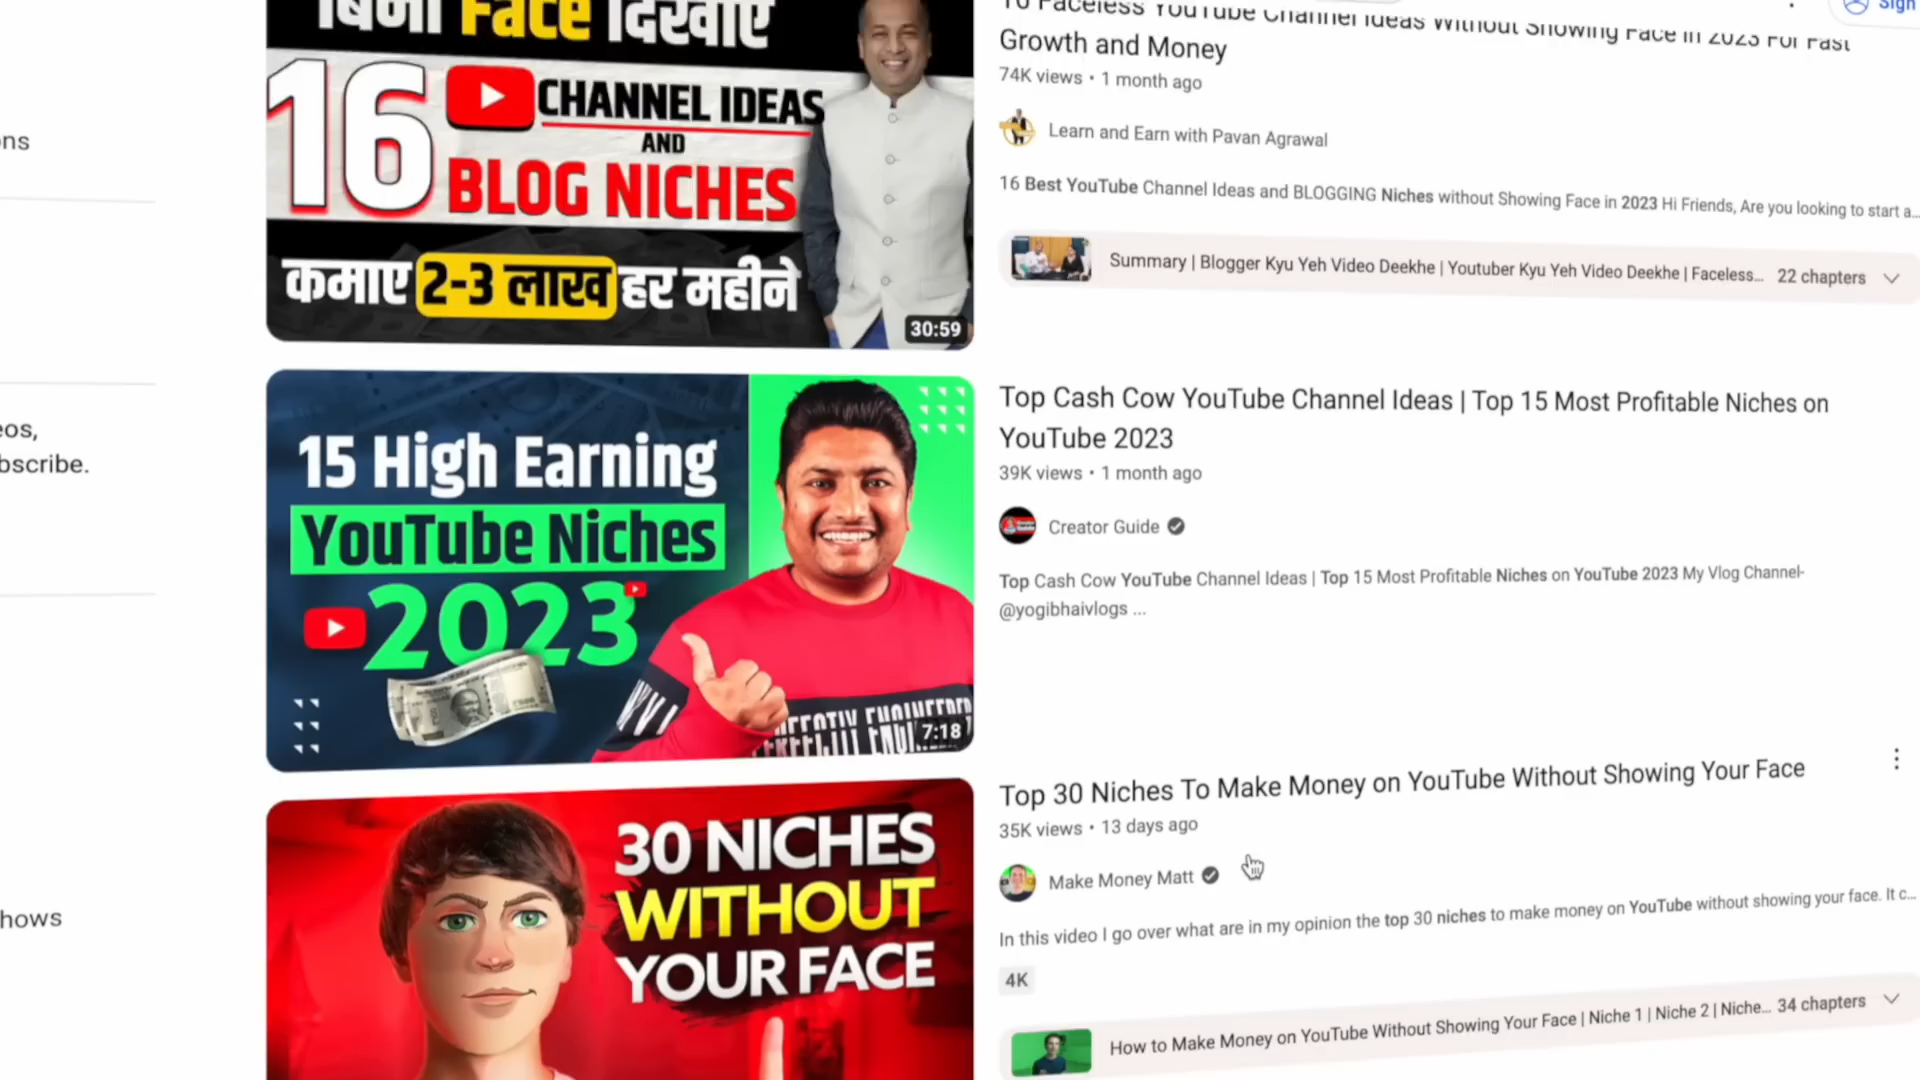 बिना Face दिखाए
16 CHANNEL IDEAS
AND
BLOG NICHES
कमाए 2-3 लाख हर महीने
30:59
Faceless YouTube Channel Ideas Without Showing Face in 2023 For Fast
Growth and Money
74K views • 1 month ago
Learn and Earn with Pavan Agrawal
16 Best YouTube Channel Ideas and BLOGGING Niches without Showing Face in 2023 Hi Friends, Are you looking to start a...
Summary | Blogger Kyu Yeh Video Deekhe | Youtuber Kyu Yeh Video Deekhe | Faceless... 22 chapters
Sign
ons
eos,
bscribe.
hows
15 High Earning
YouTube Niches
2023
7:18
Top Cash Cow YouTube Channel Ideas | Top 15 Most Profitable Niches on
YouTube 2023
39K views • 1 month ago
Creator Guide
Top Cash Cow YouTube Channel Ideas | Top 15 Most Profitable Niches on YouTube 2023 My Vlog Channel-
@yogibhaivlogs ...
30 NICHES
WITHOUT
YOUR FACE
Top 30 Niches To Make Money on YouTube Without Showing Your Face
35K views • 13 days ago
Make Money Matt
In this video I go over what are in my opinion the top 30 niches to make money on YouTube without showing your face. It c...
4K
How to Make Money on YouTube Without Showing Your Face | Niche 1 | Niche 2 | Niche... 34 chapters